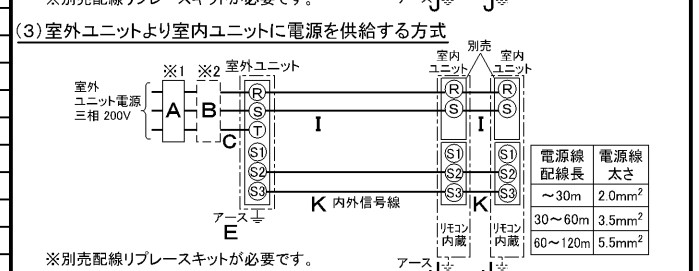 ※別売配線リプレースキットが必要です。
アース J J
(3)室外ユニットより室内ユニットに電源を供給する方式
※1 ※2 室外ユニット
室内ユニット 別売 室内ユニット
室外
ユニット電源
三相 200V
A B C
R S T S1 S2 S3
R S S1 S2 S3
R S S1 S2 S3
I I
K 内外信号線 K
アース
E
リモコン内蔵 リモコン内蔵
電源線配線長 電源線太さ
～30m 2.0mm²
30～60m 3.5mm²
60～120m 5.5mm²
※別売配線リプレースキットが必要です。
アース J J